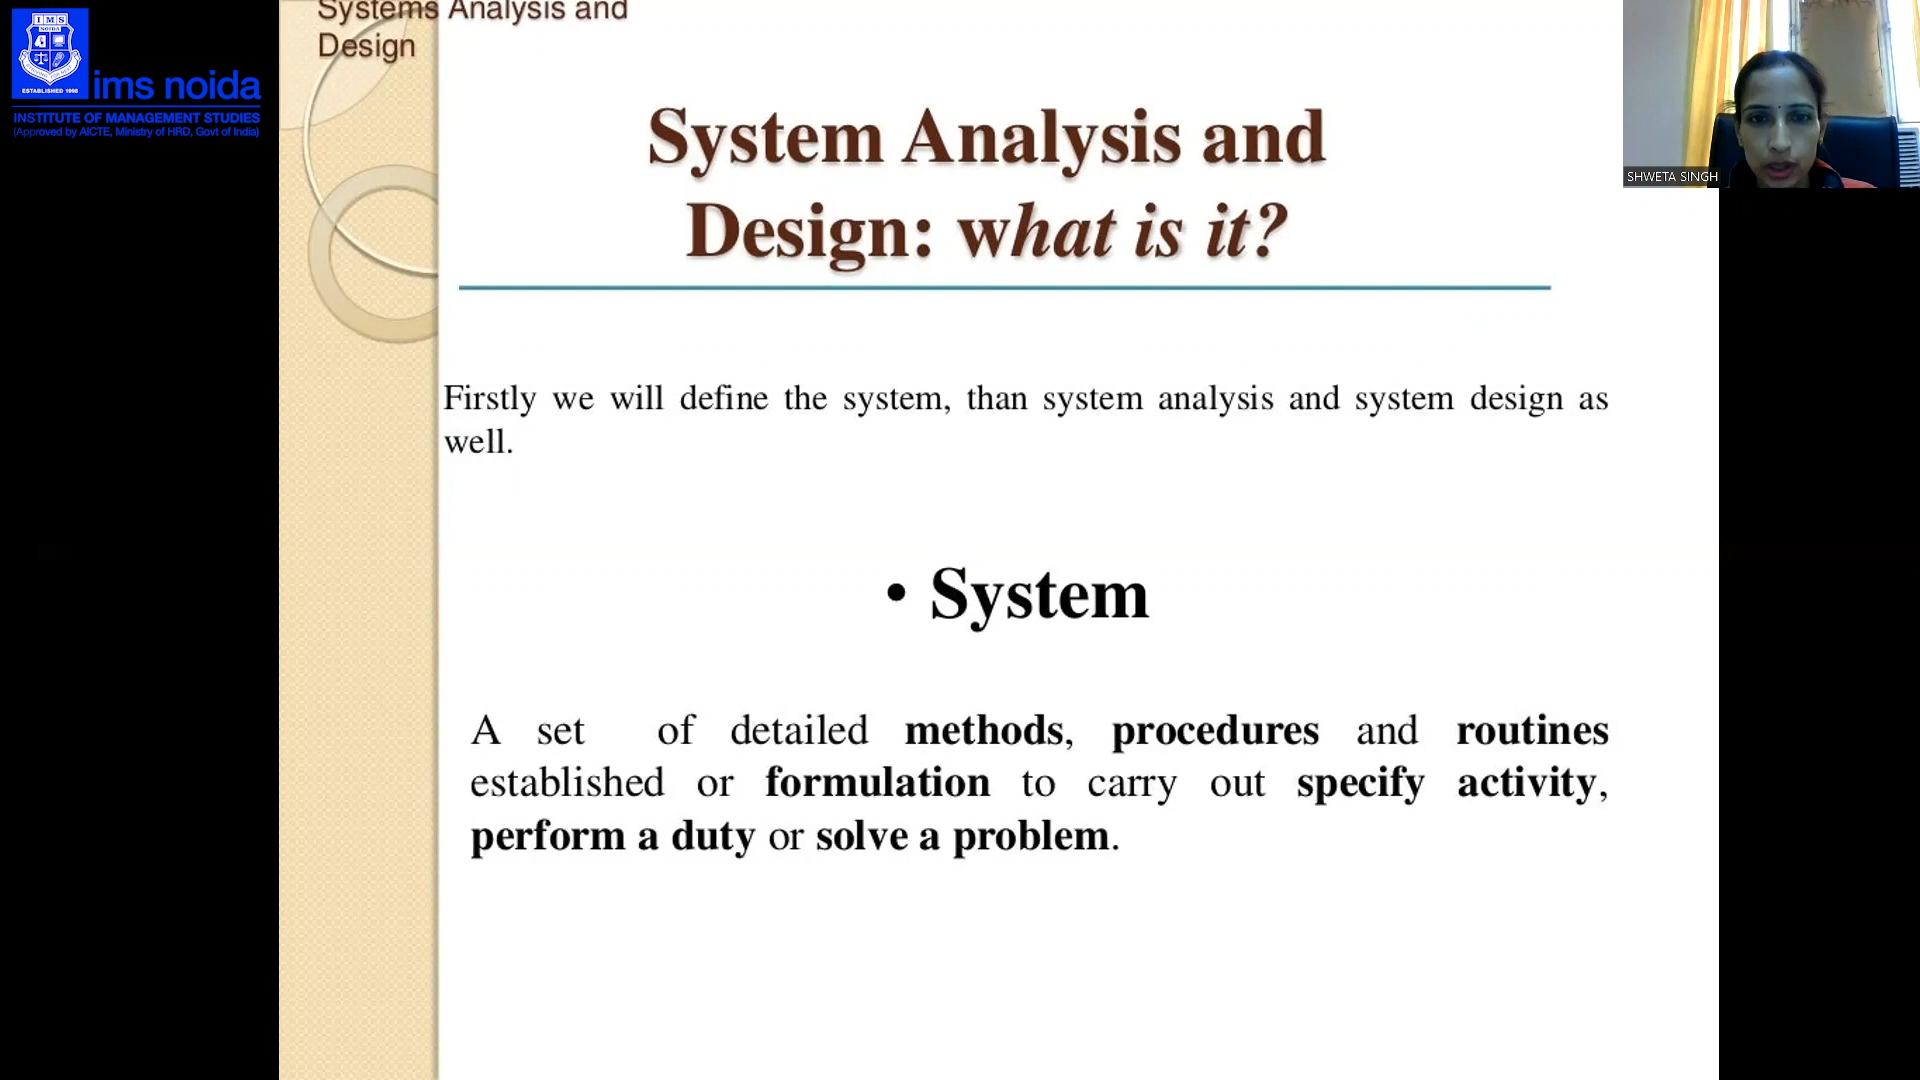 IMS
NOIDA
ESTABLISHED 1998
ims noida
INSTITUTE OF MANAGEMENT STUDIES
(Approved by AICTE, Ministry of HRD, Govt of India)
Systems Analysis and
Design
System Analysis and
Design: what is it?
SHWETA SINGH
Firstly we will define the system, than system analysis and system design as
well.
• System
A set of detailed methods, procedures and routines
established or formulation to carry out specify activity,
perform a duty or solve a problem.